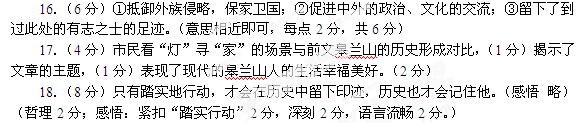 16.（6 分）①抵御外族侵略，保家卫国；②促进中外的政治、文化的交流；③留下了到
过此处的有志之士的足迹。（意思相近即可，每点 2 分，共 6 分）
17.（4 分）市民看“灯”寻“家”的场景与前文皋兰山的历史形成对比，（1 分）揭示了
文章的主题，（1 分）表现了现代的皋兰山人的生活幸福美好。（2 分）
18.（8 分）只有踏实地行动，才会在历史中留下印迹，历史也才会记住他。（感悟 略）
（哲理 2 分；感悟：紧扣“踏实行动”2 分，深刻 2 分，语言流畅 2 分。）